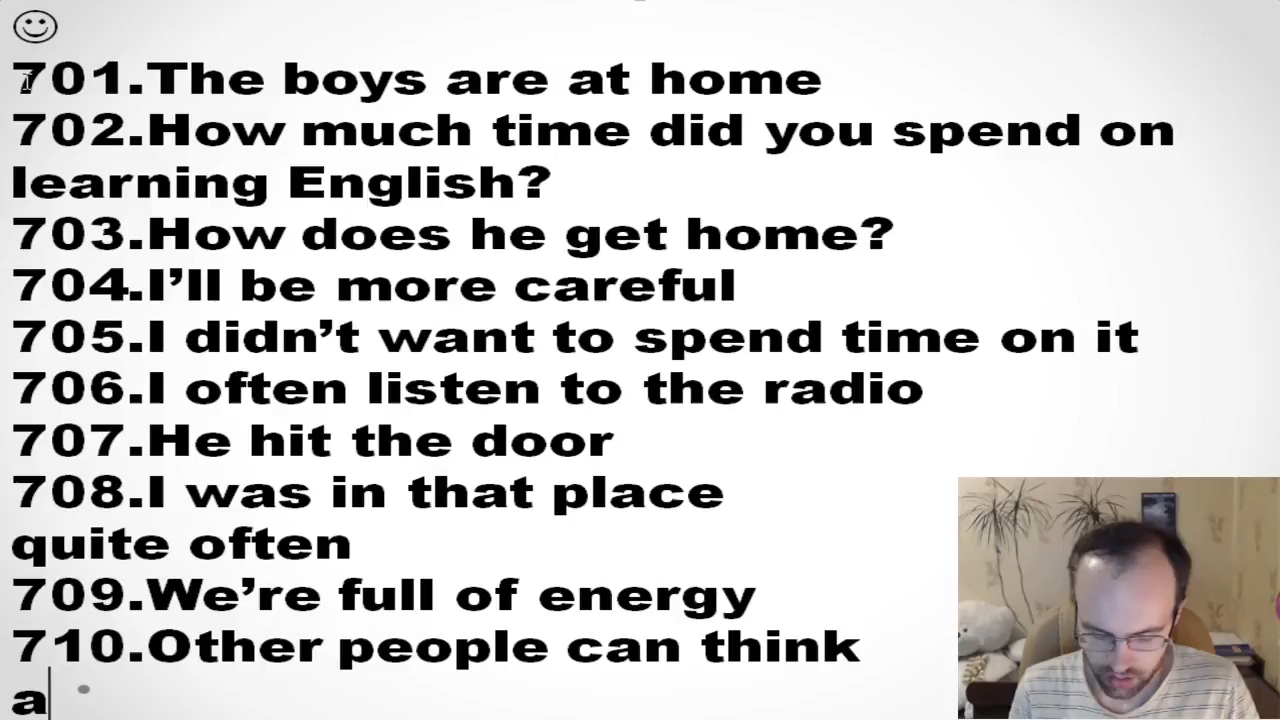 701.The boys are at home
702.How much time did you spend on
learning English?
703.How does he get home?
704.I’ll be more careful
705.I didn’t want to spend time on it
706.I often listen to the radio
707.He hit the door
708.I was in that place
quite often
709.We’re full of energy
710.Other people can think
a